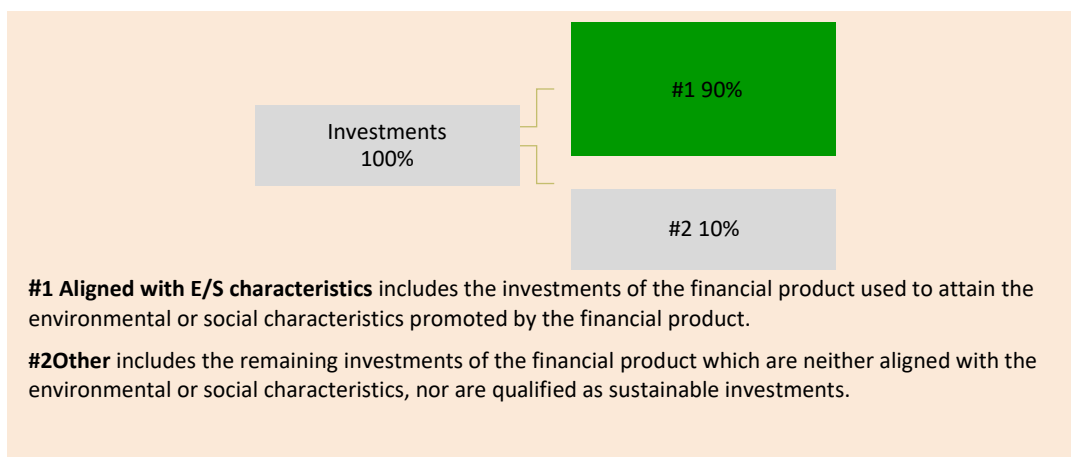 #1 90%
Investments
100%
#2 10%
#1 Aligned with E/S characteristics includes the investments of the financial product used to attain the
environmental or social characteristics promoted by the financial product.
#2Other includes the remaining investments of the financial product which are neither aligned with the
environmental or social characteristics, nor are qualified as sustainable investments.